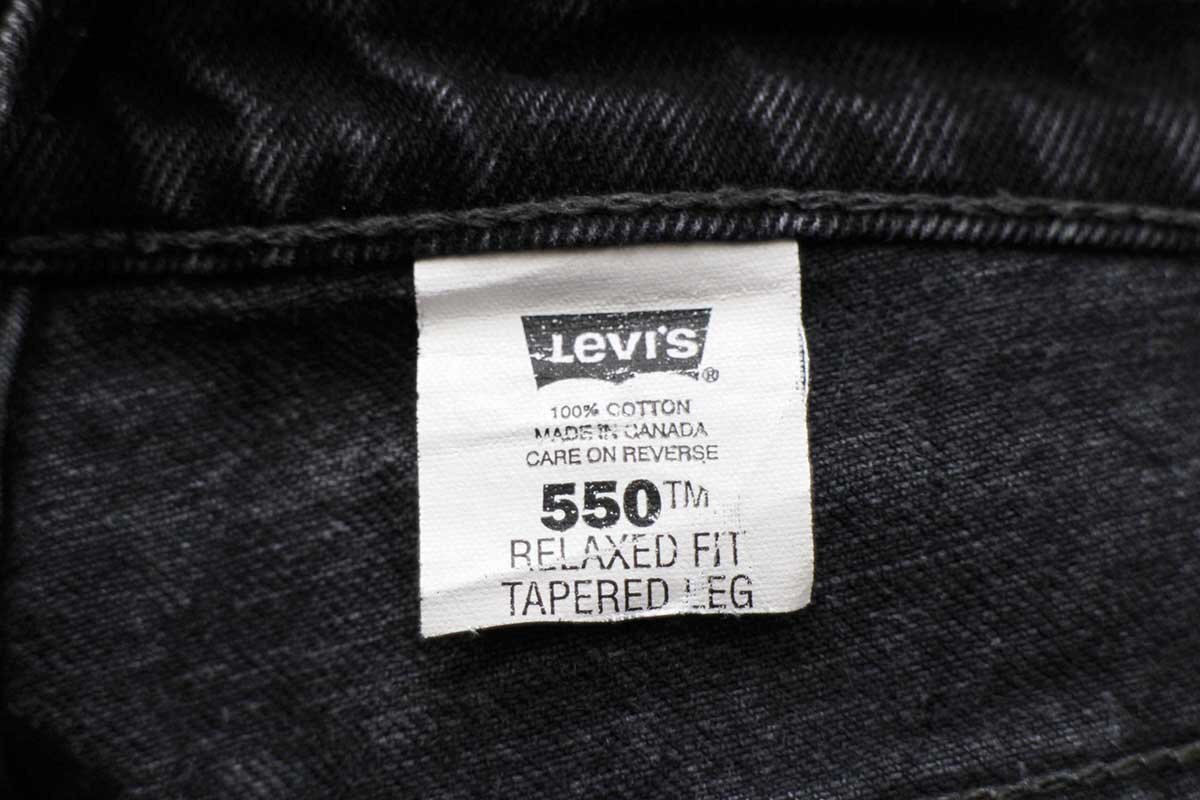 LEVI'S®
100% COTTON
MADE IN CANADA
CARE ON REVERSE
550™
RELAXED FIT
TAPERED LEG